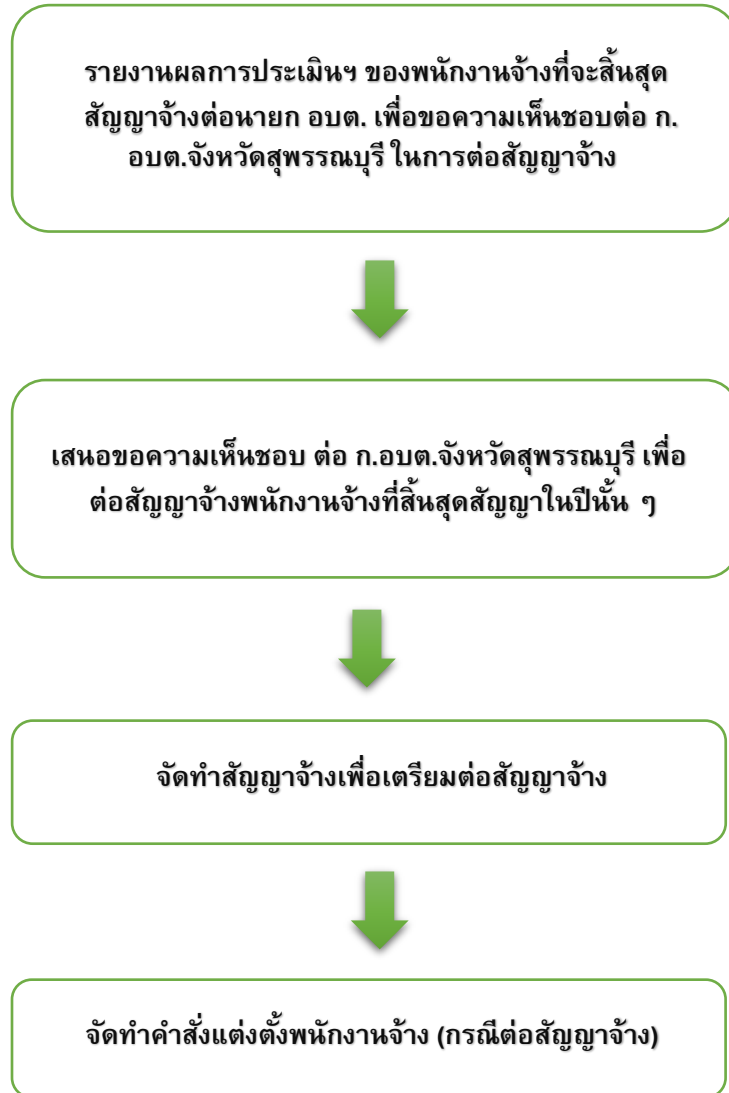 รายงานผลการประเมินฯ ของพนักงานจ้างที่จะสิ้นสุด
สัญญาจ้างต่อนายก อบต. เพื่อขอความเห็นชอบต่อ ก.
อบต.จังหวัดสุพรรณบุรี ในการต่อสัญญาจ้าง
เสนอขอความเห็นชอบ ต่อ ก.อบต.จังหวัดสุพรรณบุรี เพื่อ
ต่อสัญญาจ้างพนักงานจ้างที่สิ้นสุดสัญญาในปีนั้น ๆ
จัดทำสัญญาจ้างเพื่อเตรียมต่อสัญญาจ้าง
จัดทำคำสั่งแต่งตั้งพนักงานจ้าง (กรณีต่อสัญญาจ้าง)